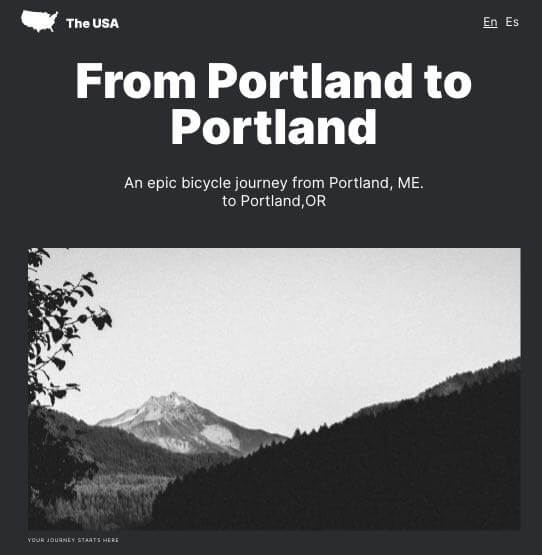 The USA
En Es
From Portland to
Portland
An epic bicycle journey from Portland, ME.
to Portland,OR
YOUR JOURNEY STARTS HERE